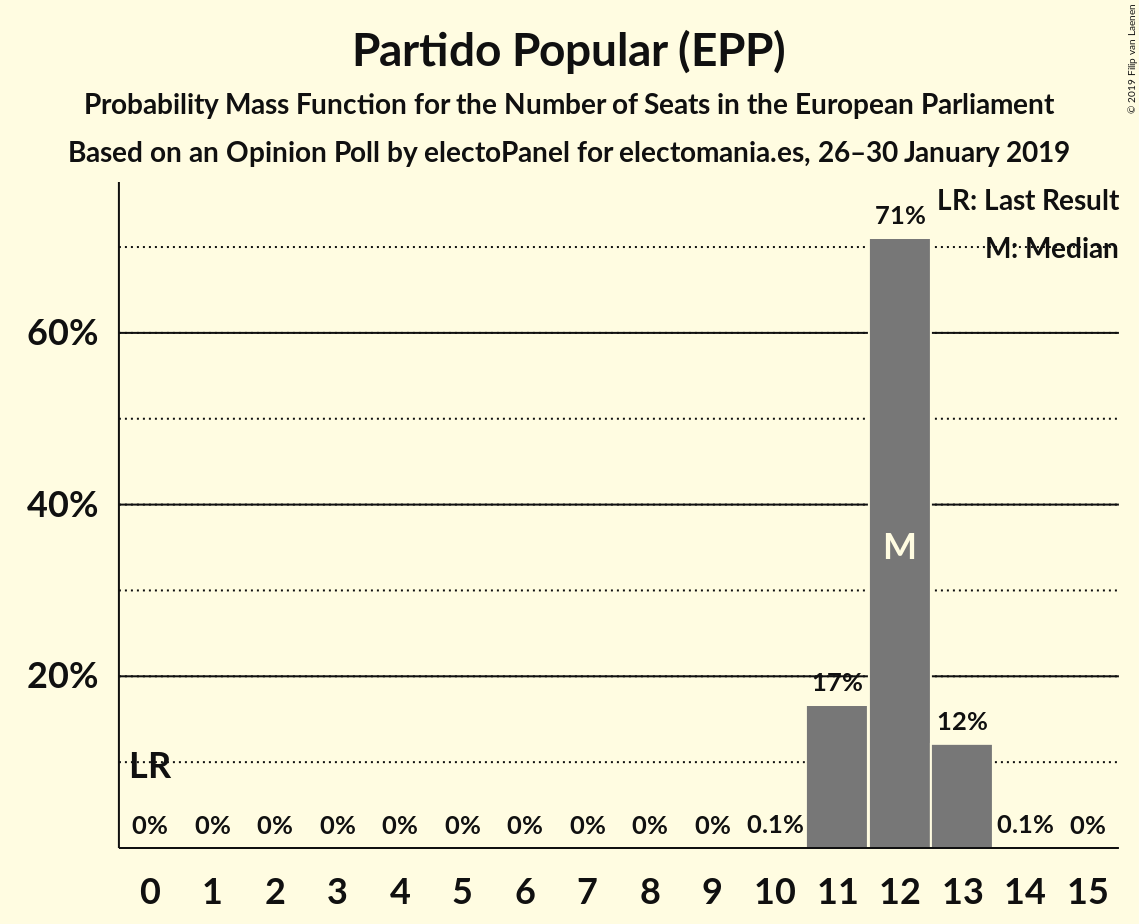 Partido Popular (EPP)
Probability Mass Function for the Number of Seats in the European Parliament
Based on an Opinion Poll by electoPanel for electomania.es, 26–30 January 2019
© 2019 Filip van Laenen
LR: Last Result
M: Median
60%
40%
20%
LR
M
0% 0% 0% 0% 0% 0% 0% 0% 0% 0% 0.1% 17% 71% 12% 0.1% 0%
0 1 2 3 4 5 6 7 8 9 10 11 12 13 14 15